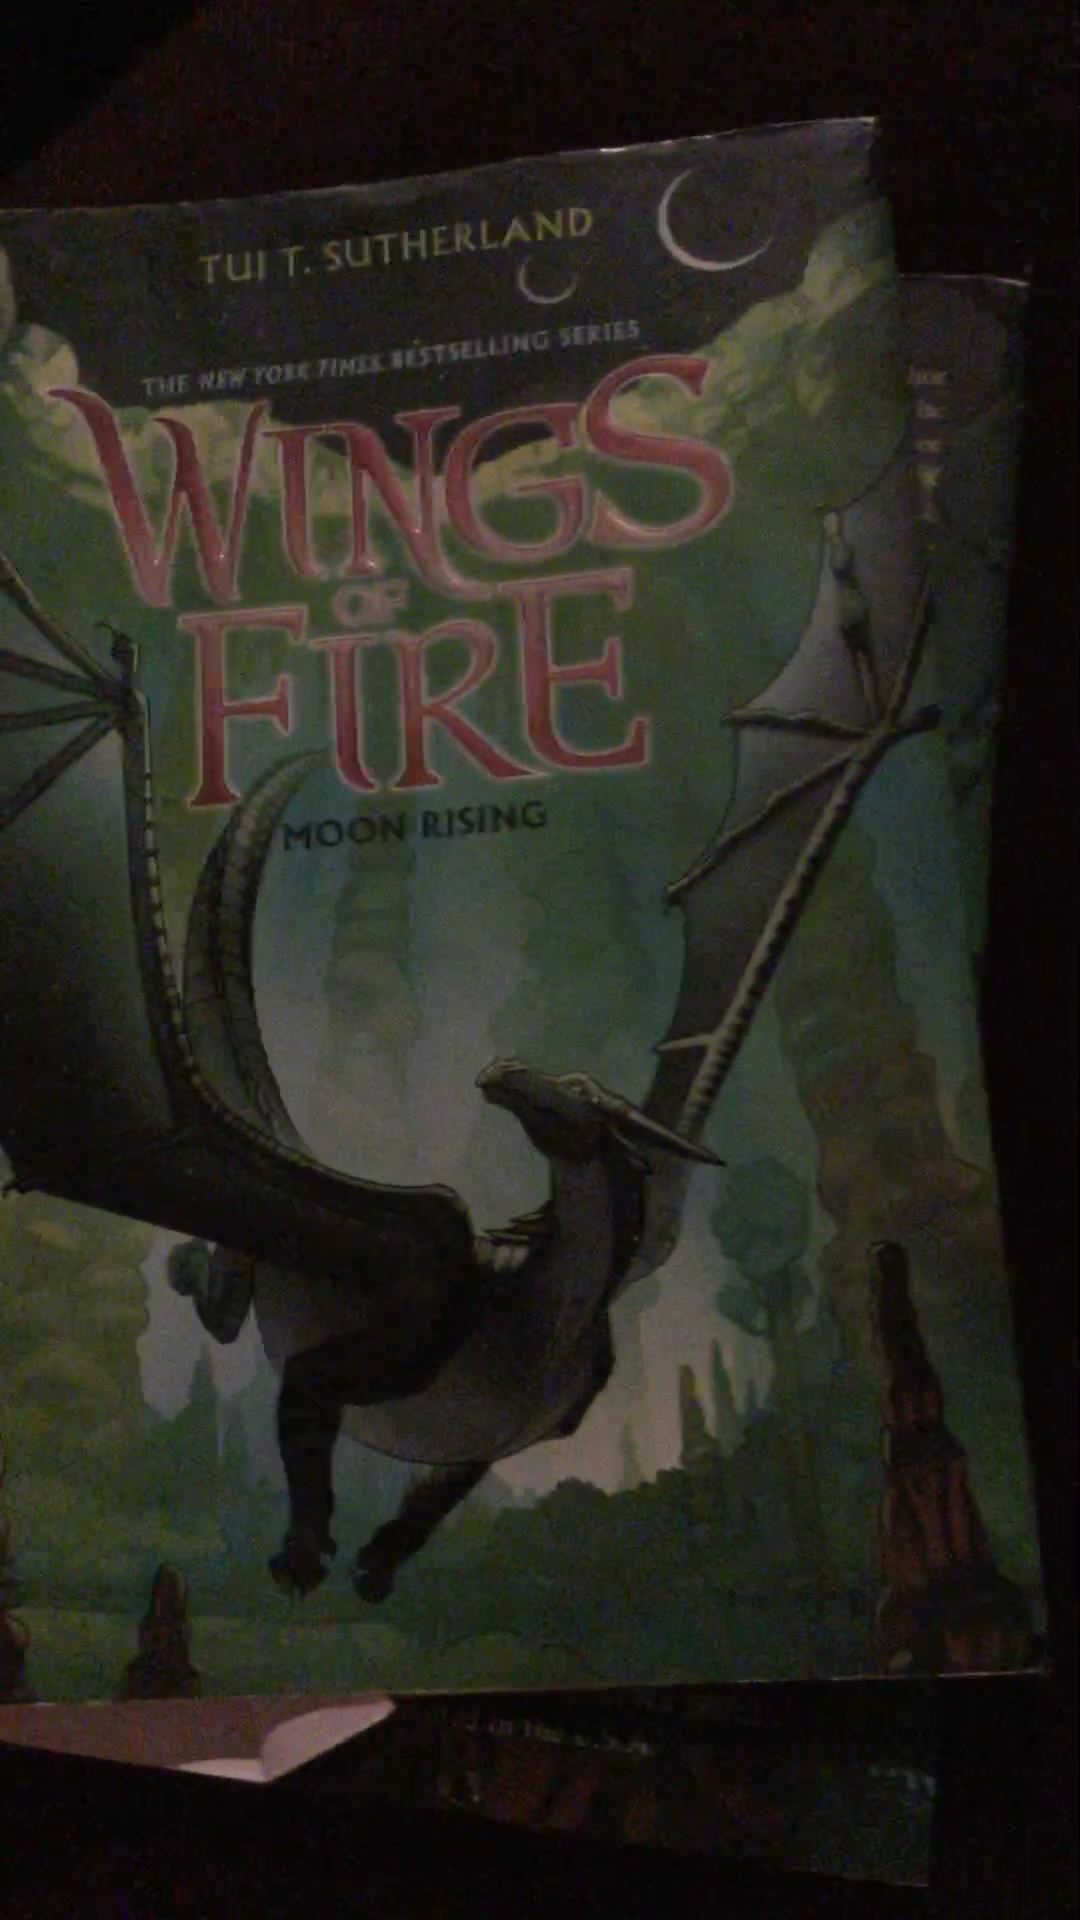 TUI T. SUTHERLAND
THE NEW YORK TIMES BESTSELLING SERIES
WINGS
OF
FIRE
MOON RISING